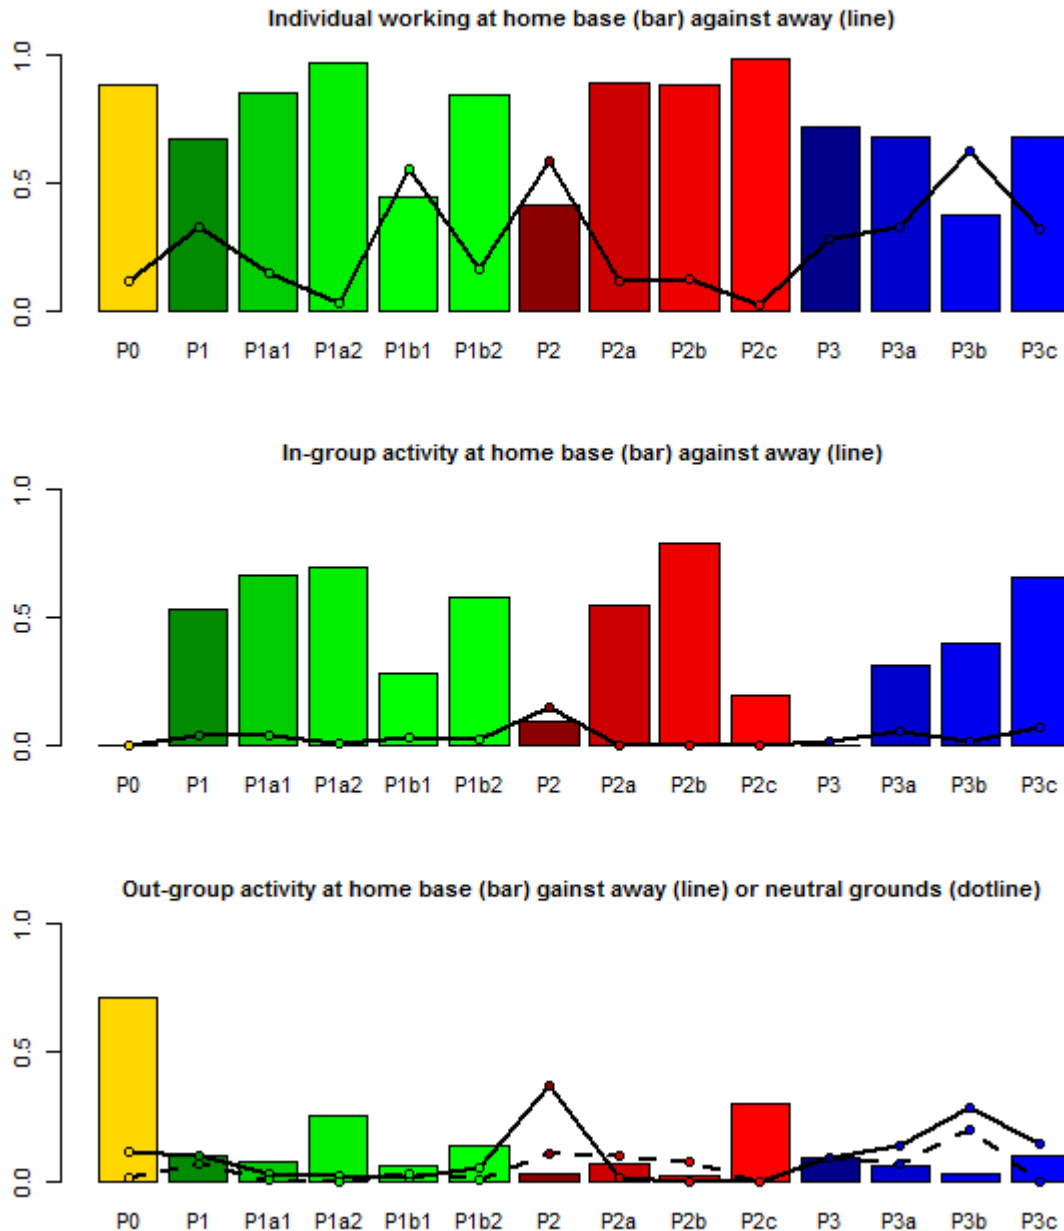 Individual working at home base (bar) against away (line)
1.0
0.5
0.0
P0 P1 P1a1 P1a2 P1b1 P1b2 P2 P2a P2b P2c P3 P3a P3b P3c
In-group activity at home base (bar) against away (line)
1.0
0.5
0.0
P0 P1 P1a1 P1a2 P1b1 P1b2 P2 P2a P2b P2c P3 P3a P3b P3c
Out-group activity at home base (bar) gainst away (line) or neutral grounds (dotline)
1.0
0.5
0.0
P0 P1 P1a1 P1a2 P1b1 P1b2 P2 P2a P2b P2c P3 P3a P3b P3c